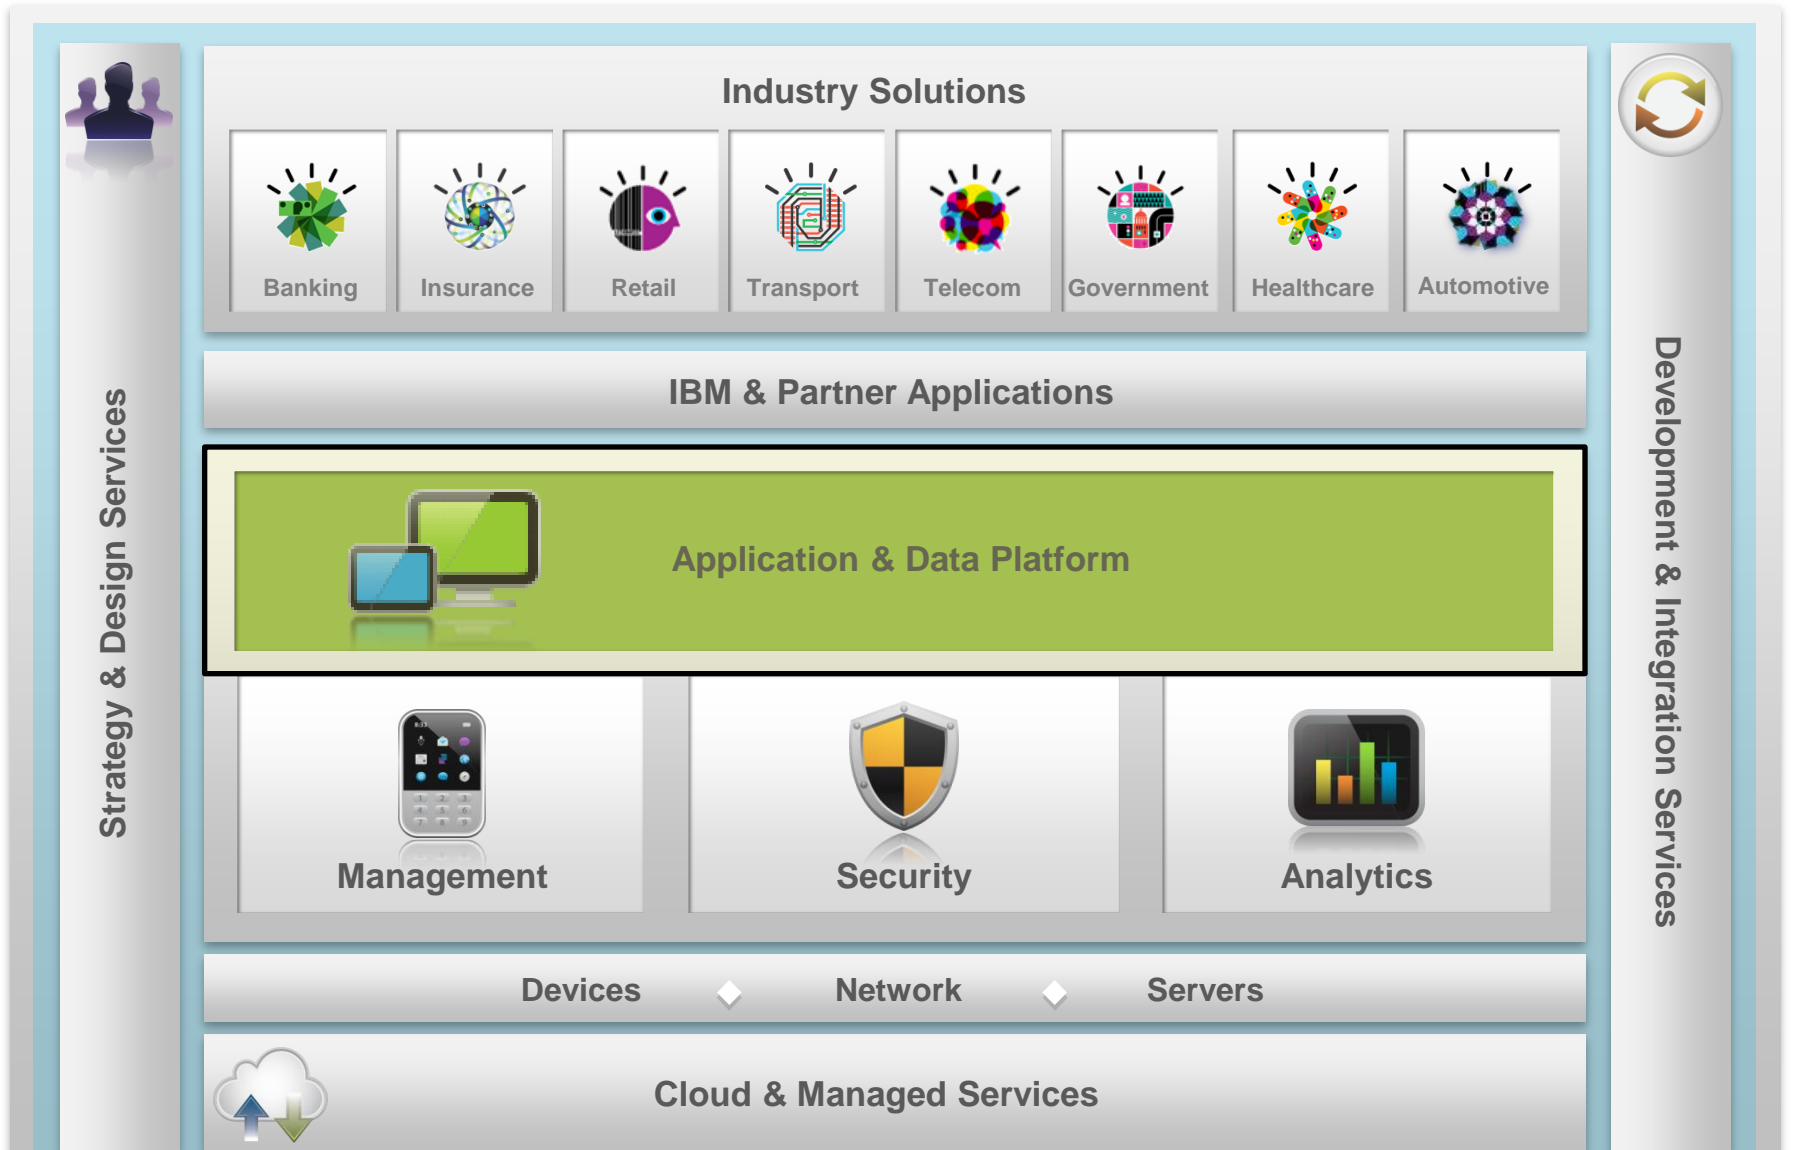 Industry Solutions
Banking
Insurance
Retail
Transport
Telecom
Government
Healthcare
Automotive
IBM & Partner Applications
Application & Data Platform
Management
Security
Analytics
Devices
Network
Servers
Cloud & Managed Services
Strategy & Design Services
Development & Integration Services